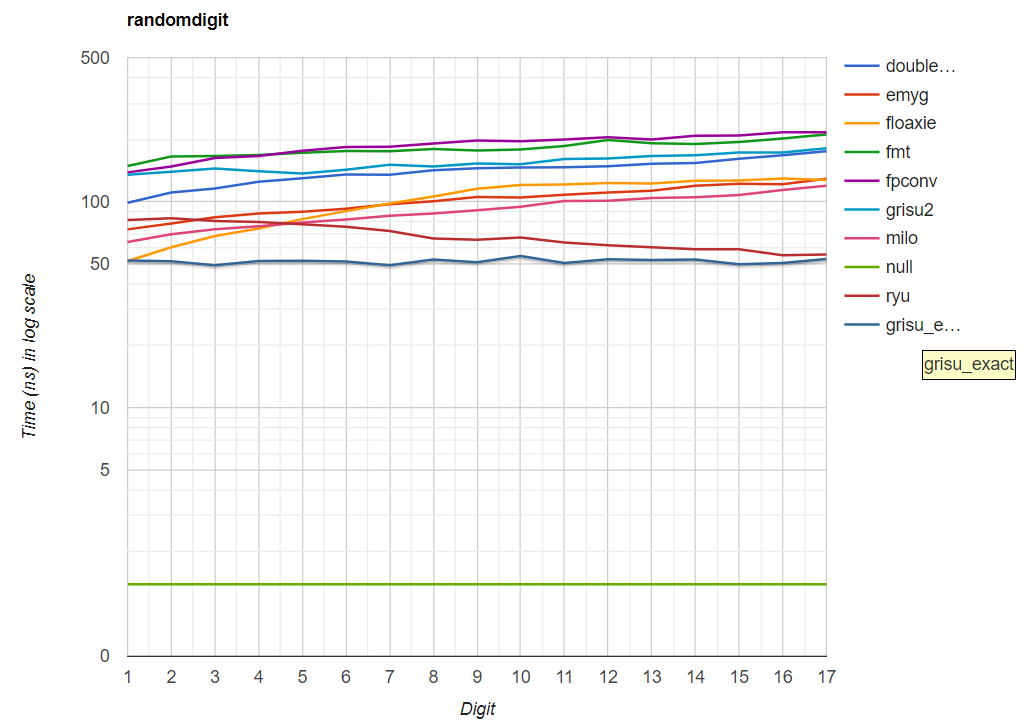 randomdigit
500
100
50
10
5
0
Time (ns) in log scale
1 2 3 4 5 6 7 8 9 10 11 12 13 14 15 16 17
Digit
double…
emyg
floaxie
fmt
fpconv
grisu2
milo
null
ryu
grisu_e…
grisu_exact